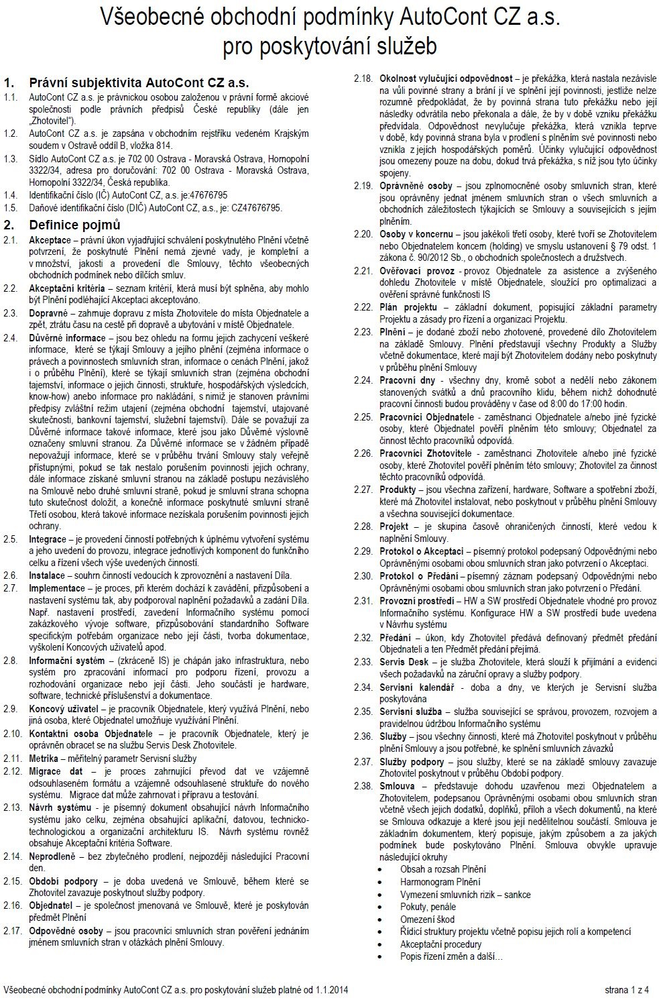 Všeobecné obchodní podmínky AutoCont CZ a.s.
pro poskytování služeb
1. Právní subjektivita AutoCont CZ a.s.
1.1. AutoCont CZ a.s. je právnickou osobou založenou v právní formě akciové
společnosti podle právních předpisů České republiky (dále jen
„Zhotovitel“).
1.2. AutoCont CZ a.s. je zapsána v obchodním rejstříku vedeném Krajským
soudem v Ostravě oddíl B, vložka 814.
1.3. Sídlo AutoCont CZ a.s. je 702 00 Ostrava - Moravská Ostrava, Hornopolní
3322/34, adresa pro doručování: 702 00 Ostrava - Moravská Ostrava,
Hornopolní 3322/34, Česká republika.
1.4. Identifikační číslo (IČ) AutoCont CZ, a.s. je:47676795
1.5. Daňové identifikační číslo (DIČ) AutoCont CZ, a.s., je: CZ47676795.
2. Definice pojmů
2.1. Akceptace – právní úkon vyjadřující schválení poskytnutého Plnění včetně
potvrzení, že poskytnuté Plnění nemá zjevné vady, je kompletní a
v množství, jakosti a provedení dle Smlouvy, těchto všeobecných
obchodních podmínek nebo dílčích smluv.
2.2. Akceptační kritéria – seznam kritérií, která musí být splněna, aby mohlo
být Plnění podléhající Akceptaci akceptováno.
2.3. Dopravné – zahrnuje dopravu z místa Zhotovitele do místa Objednatele a
zpět, ztrátu času na cestě při dopravě a ubytování v místě Objednatele.
2.4. Důvěrné informace – jsou bez ohledu na formu jejich zachycení veškeré
informace, které se týkají Smlouvy a jejího plnění (zejména informace o
právech a povinnostech smluvních stran, informace o cenách Plnění, jakož
i o průběhu Plnění), které se týkají smluvních stran (zejména obchodní
tajemství, informace o jejich činnosti, struktuře, hospodářských výsledcích,
know-how) anebo informace pro nakládání, s nimiž je stanoven právními
předpisy zvláštní režim utajení (zejména obchodní tajemství, utajované
skutečnosti, bankovní tajemství, služební tajemství). Dále se považují za
Důvěrné informace takové informace, které jsou jako Důvěrné výslovně
označeny smluvní stranou. Za Důvěrné informace se v žádném případě
nepovažují informace, které se v průběhu trvání Smlouvy staly veřejně
přístupnými, pokud se tak nestalo porušením povinnosti jejich ochrany,
dále informace získané smluvní stranou na základě postupu nezávislého
na Smlouvě nebo druhé smluvní straně, pokud je smluvní strana schopna
tuto skutečnost doložit, a konečně informace poskytnuté smluvní straně
Třetí osobou, která takové informace nezískala porušením povinnosti jejich
ochrany.
2.5. Integrace – je provedení činností potřebných k úplnému vytvoření systému
a jeho uvedení do provozu, integrace jednotlivých komponent do funkčního
celku a řízení všech výše uvedených činností.
2.6. Instalace – souhrn činností vedoucích k zprovoznění a nastavení Díla.
2.7. Implementace – je proces, při kterém dochází k zavádění, přizpůsobení a
nastavení systému tak, aby podporoval naplnění požadavků a zadání Díla.
Např. nastavení prostředí, zavedení Informačního systému pomocí
zakázkového vývoje software, přizpůsobování standardního Software
specifickým potřebám organizace nebo její části, tvorba dokumentace,
vyškolení Koncových uživatelů apod.
2.8. Informační systém – (zkráceně IS) je chápán jako infrastruktura, nebo
systém pro zpracování informací pro podporu řízení, provozu a
rozhodování organizace nebo její části. Jeho součástí je hardware,
software, technické příslušenství a dokumentace.
2.9. Koncový uživatel – je pracovník Objednatele, který využívá Plnění, nebo
jiná osoba, které Objednatel umožňuje využívání Plnění.
2.10. Kontaktní osoba Objednatele – je pracovník Objednatele, který je
oprávněn obracet se na službu Servis Desk Zhotovitele.
2.11. Metrika – měřitelný parametr Servisní služby
2.12. Migrace dat – je proces zahrnující převod dat ve vzájemně
odsouhlaseném formátu a vzájemně odsouhlasené struktuře do nového
systému. Migrace dat může zahrnovat i přípravu a testování.
2.13. Návrh systému - je písemný dokument obsahující návrh Informačního
systému jako celku, zejména obsahující aplikační, datovou, technicko-
technologickou a organizační architekturu IS. Návrh systému rovněž
obsahuje Akceptační kritéria Software.
2.14. Neprodleně – bez zbytečného prodlení, nejpozději následující Pracovní
den.
2.15. Období podpory – je doba uvedená ve Smlouvě, během které se
Zhotovitel zavazuje poskytnout služby podpory.
2.16. Objednatel – je společnost jmenovaná ve Smlouvě, které je poskytován
předmět Plnění
2.17. Odpovědné osoby – jsou pracovníci smluvních stran pověření jednáním
jménem smluvních stran v otázkách plnění Smlouvy.
2.18. Okolnost vylučující odpovědnost – je překážka, která nastala nezávisle
na vůli povinné strany a brání jí ve splnění její povinnosti, jestliže nelze
rozumně předpokládat, že by povinná strana tuto překážku nebo její
následky odvrátila nebo překonala a dále, že by v době vzniku překážku
předvídala. Odpovědnost nevylučuje překážka, která vznikla teprve
v době, kdy povinná strana byla v prodlení s plněním své povinnosti nebo
vznikla z jejích hospodářských poměrů. Účinky vylučující odpovědnost
jsou omezeny pouze na dobu, dokud trvá překážka, s níž jsou tyto účinky
spojeny.
2.19. Oprávněné osoby – jsou zplnomocněné osoby smluvních stran, které
jsou oprávněny jednat jménem smluvních stran o všech smluvních a
obchodních záležitostech týkajících se Smlouvy a souvisejících s jejím
plněním.
2.20. Osoby v koncernu – jsou jakékoli třetí osoby, které tvoří se Zhotovitelem
nebo Objednatelem koncern (holding) ve smyslu ustanovení § 79 odst. 1
zákona č. 90/2012 Sb., o obchodních společnostech a družstvech.
2.21. Ověřovací provoz - provoz Objednatele za asistence a zvýšeného
dohledu Zhotovitele v místě Objednatele, sloužící pro optimalizaci a
ověření správné funkčnosti IS
2.22. Plán projektu – základní dokument, popisující základní parametry
Projektu a zásady pro řízení a organizaci Projektu.
2.23. Plnění – je dodané zboží nebo zhotovené, provedené dílo Zhotovitelem
na základě Smlouvy. Plnění představují všechny Produkty a Služby
včetně dokumentace, které mají být Zhotovitelem dodány nebo poskytnuty
v průběhu plnění Smlouvy
2.24. Pracovní dny - všechny dny, kromě sobot a nedělí nebo zákonem
stanovených svátků a dnů pracovního klidu, během nichž dohodnuté
pracovní činnosti budou prováděny v čase od 8:00 do 17:00 hodin.
2.25. Pracovníci Objednatele - zaměstnanci Objednatele a/nebo jiné fyzické
osoby, které Objednatel pověří plněním této smlouvy; Objednatel za
činnost těchto pracovníků odpovídá.
2.26. Pracovníci Zhotovitele - zaměstnanci Zhotovitele a/nebo jiné fyzické
osoby, které Zhotovitel pověří plněním této smlouvy; Zhotovitel za činnost
těchto pracovníků odpovídá.
2.27. Produkty – jsou všechna zařízení, hardware, Software a spotřební zboží,
které má Zhotovitel instalovat, nebo poskytnout v průběhu plnění Smlouvy
a všechna související dokumentace.
2.28. Projekt – je skupina časově ohraničených činností, které vedou k
naplnění Smlouvy.
2.29. Protokol o Akceptaci – písemný protokol podepsaný Odpovědnými nebo
Oprávněnými osobami obou smluvních stran jako potvrzení o Akceptaci.
2.30. Protokol o Předání – písemný záznam podepsaný Odpovědnými nebo
Oprávněnými osobami obou smluvních stran jako potvrzení o Předání.
2.31. Provozní prostředí – HW a SW prostředí Objednatele vhodné pro provoz
Informačního systému. Konfigurace HW a SW prostředí bude uvedena
v Návrhu systému
2.32. Předání – úkon, kdy Zhotovitel předává definovaný předmět předání
Objednateli a ten Předmět předání přejímá.
2.33. Servis Desk – je služba Zhotovitele, která slouží k přijímání a evidenci
všech požadavků na záruční opravy a služby podpory.
2.34. Servisní kalendář - doba a dny, ve kterých je Servisní služba
poskytována
2.35. Servisní služba – služba související se správou, provozem, rozvojem a
pravidelnou údržbou Informačního systému
2.36. Služby – jsou všechny činnosti, které má Zhotovitel poskytnout v průběhu
plnění Smlouvy a jsou potřebné, ke splnění smluvních závazků
2.37. Služby podpory – jsou služby, které se na základě smlouvy zavazuje
Zhotovitel poskytnout v průběhu Období podpory.
2.38. Smlouva – představuje dohodu uzavřenou mezi Objednatelem a
Zhotovitelem, podepsanou Oprávněnými osobami obou smluvních stran
včetně všech jejich dodatků, doplňků, příloh a všech dokumentů, na které
se Smlouva odkazuje a které jsou její nedělitelnou součástí. Smlouva je
základním dokumentem, který popisuje, jakým způsobem a za jakých
podmínek bude poskytováno Plnění. Smlouva obvykle upravuje
následující okruhy
• Obsah a rozsah Plnění
• Harmonogram Plnění
• Vymezení smluvních rizik – sankce
• Pokuty, penále
• Omezení škod
• Řídicí struktury projektu včetně popisu jejich rolí a kompetencí
• Akceptační procedury
• Popis řízení změn a další…
Všeobecné obchodní podmínky AutoCont CZ a.s. pro poskytování služeb platné od 1.1.2014 strana 1 z 4